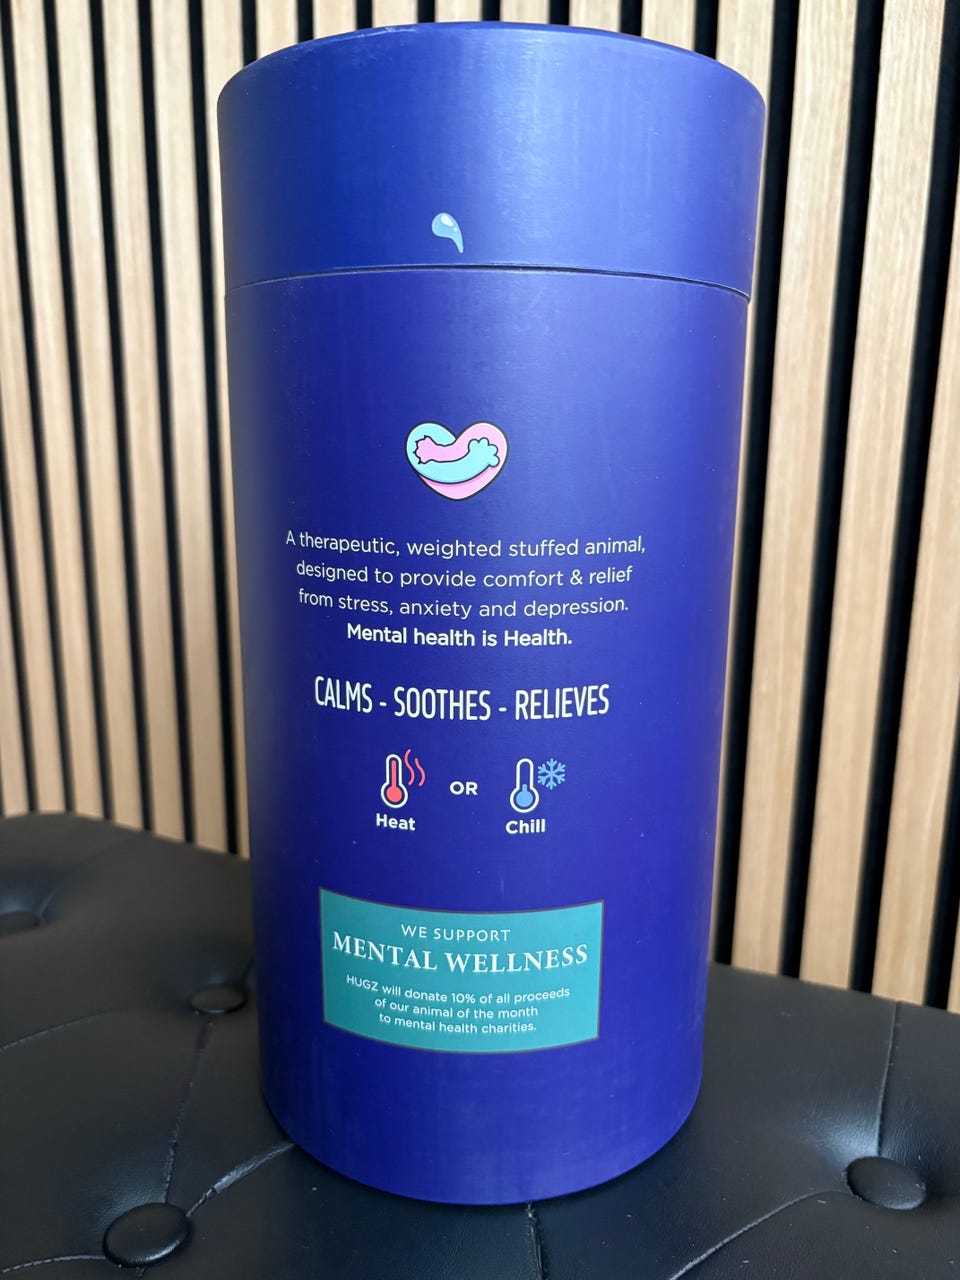 A therapeutic, weighted stuffed animal,
designed to provide comfort & relief
from stress, anxiety and depression.
Mental health is Health.
CALMS - SOOTHES - RELIEVES
OR
Heat
Chill
WE SUPPORT
MENTAL WELLNESS
HUGZ will donate 10% of all proceeds
of our animal of the month
to mental health charities.